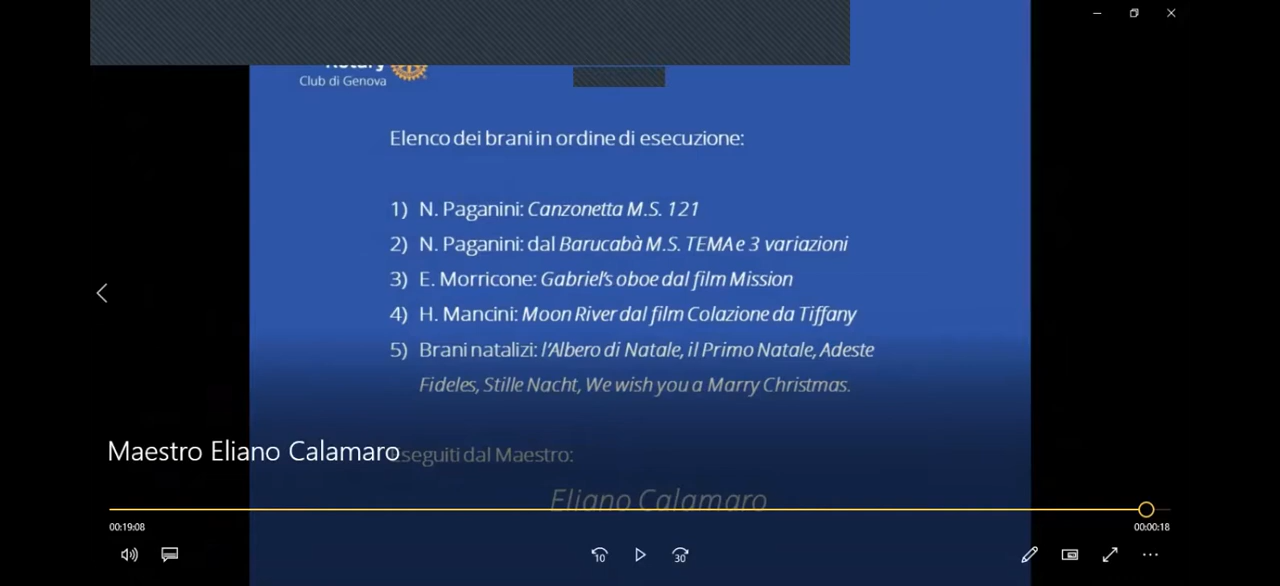 Rotary
Club di Genova
Elenco dei brani in ordine di esecuzione:
1) N. Paganini: Canzonetta M.S. 121
2) N. Paganini: dal Barucabà M.S. TEMA e 3 variazioni
3) E. Morricone: Gabriel's oboe dal film Mission
4) H. Mancini: Moon River dal film Colazione da Tiffany
5) Brani natalizi: l'Albero di Natale, il Primo Natale, Adeste
Fideles, Stille Nacht, We wish you a Marry Christmas.
Maestro Eliano Calamaro
Eseguiti dal Maestro:
Eliano Calamaro
00:19:08
00:00:18
10
30